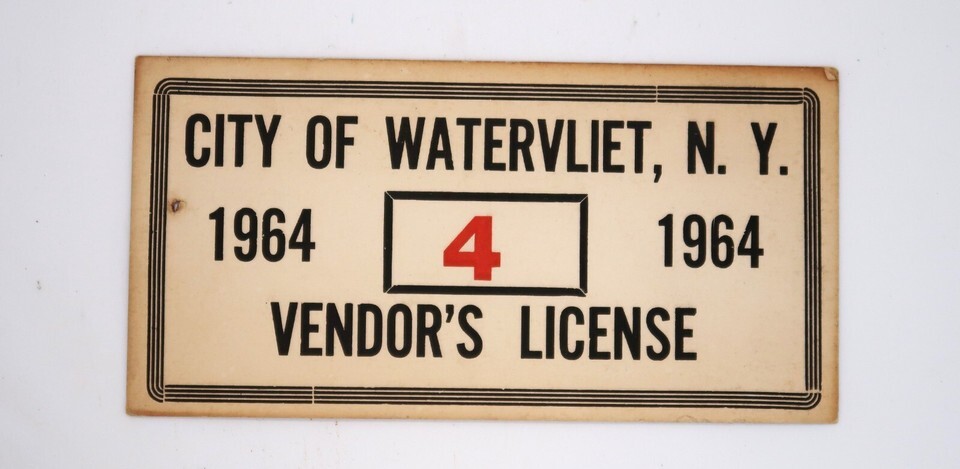 CITY OF WATERVLIET, N. Y.
1964 4 1964
VENDOR'S LICENSE